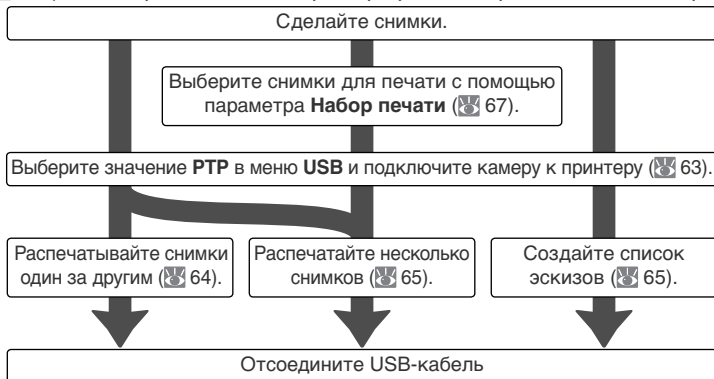 Сделайте снимки.
Выберите снимки для печати с помощью
параметра Набор печати ( 67).
Выберите значение PTP в меню USB и подключите камеру к принтеру ( 63).
Распечатывайте снимки
один за другим ( 64).
Распечатайте несколько
снимков ( 65).
Создайте список
эскизов ( 65).
Отсоедините USB-кабель